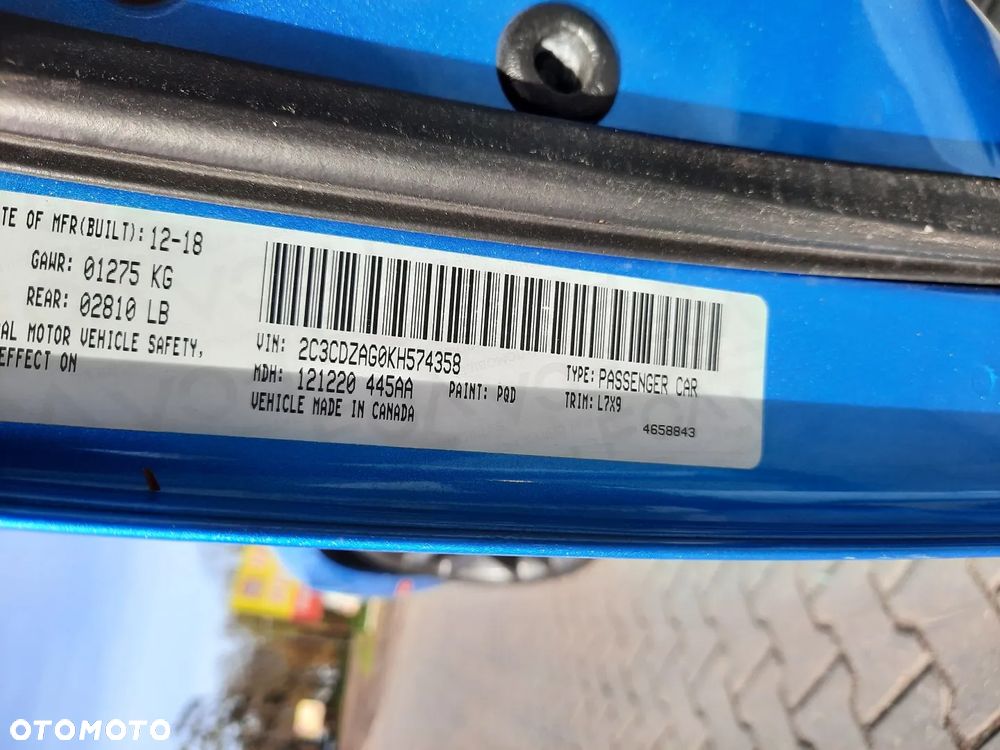 TE OF MFR(BUILT): 12-18
GAWR: 01275 KG
REAR: 02810 LB
AL MOTOR VEHICLE SAFETY,
EFFECT ON
VIN: 2C3CDZAG0KH574358
TYPE: PASSENGER CAR
MDH: 121220 445AA
PAINT: PQD
TRIM: L7X9
VEHICLE MADE IN CANADA
4658843
OTOMOTO